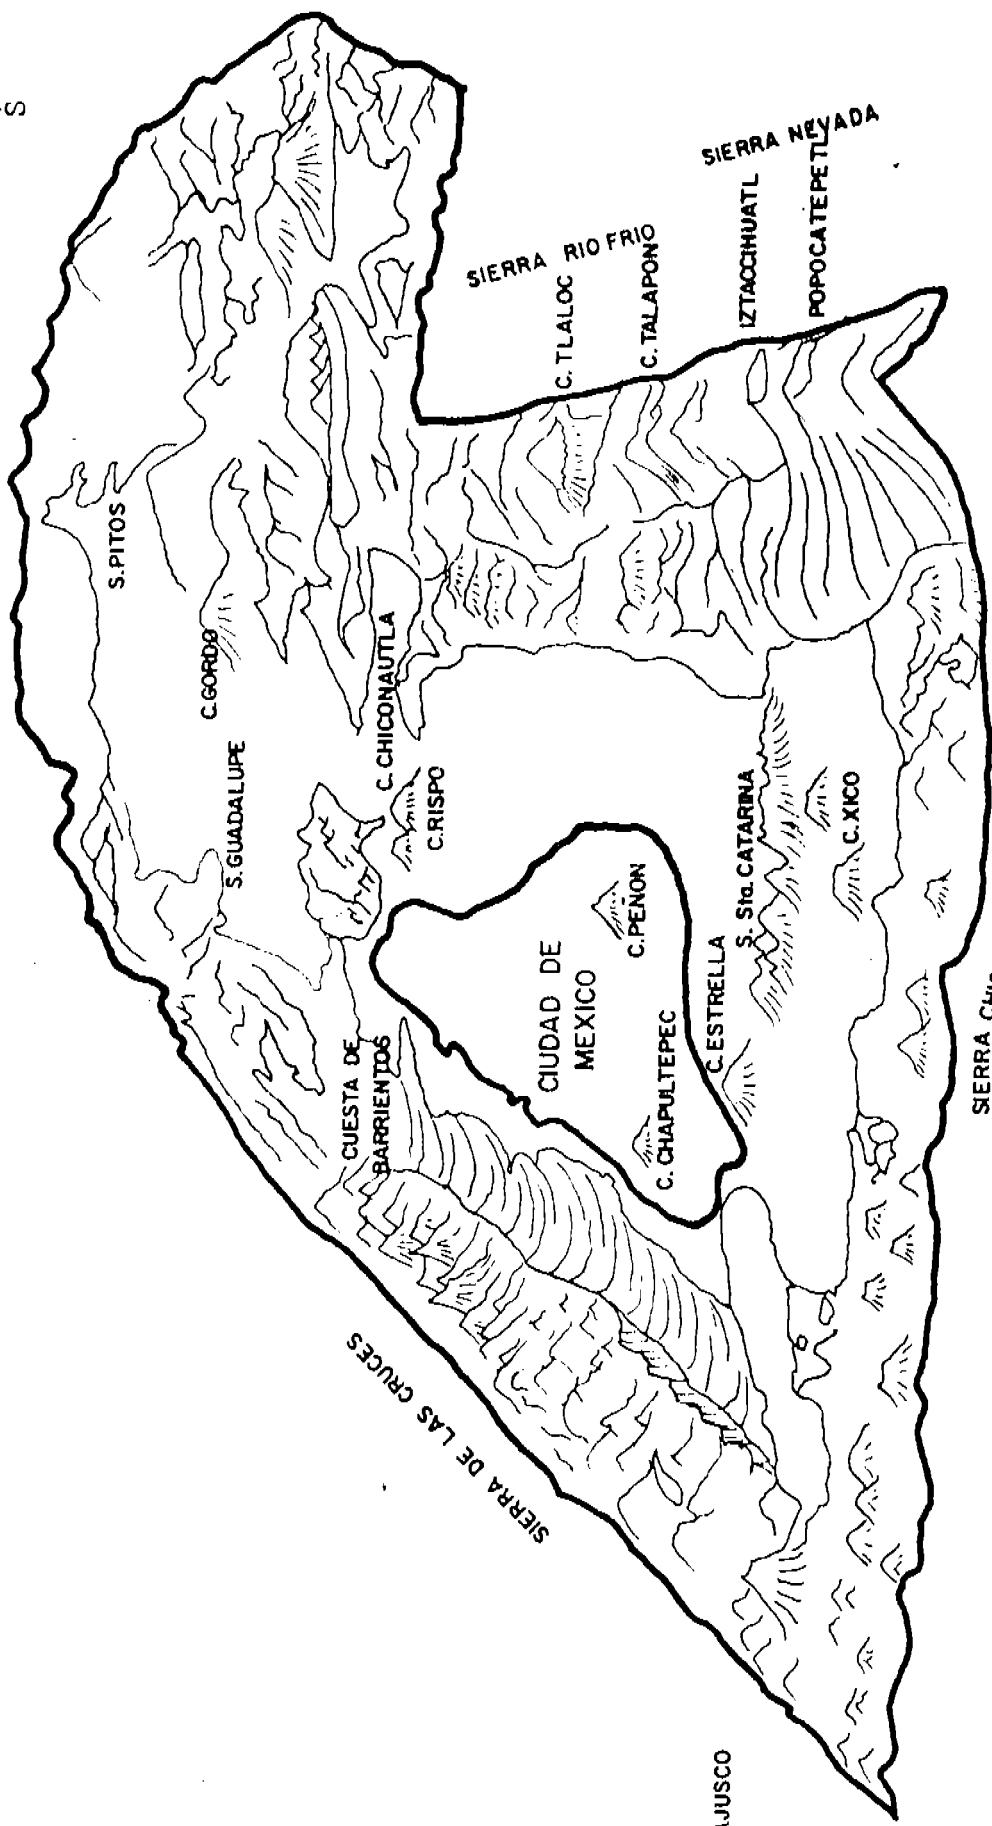 S
SIERRA NEVADA
POPOCATEPETL
IZTACCIHUATL
SIERRA RIO FRIO
C. TALAPON
C. TLALOC
S. PITOS
C. GORDO
C. CHICONAUTLA
S. GUADALUPE
C. RISPO
S. Sta. CATARINA
C. XICO
C. PEÑON
C. ESTRELLA
CIUDAD DE
MEXICO
C. CHAPULTEPEC
CUESTA DE
BARRIENTOS
SIERRA DE LAS CRUCES
SIERRA
AJUSCO